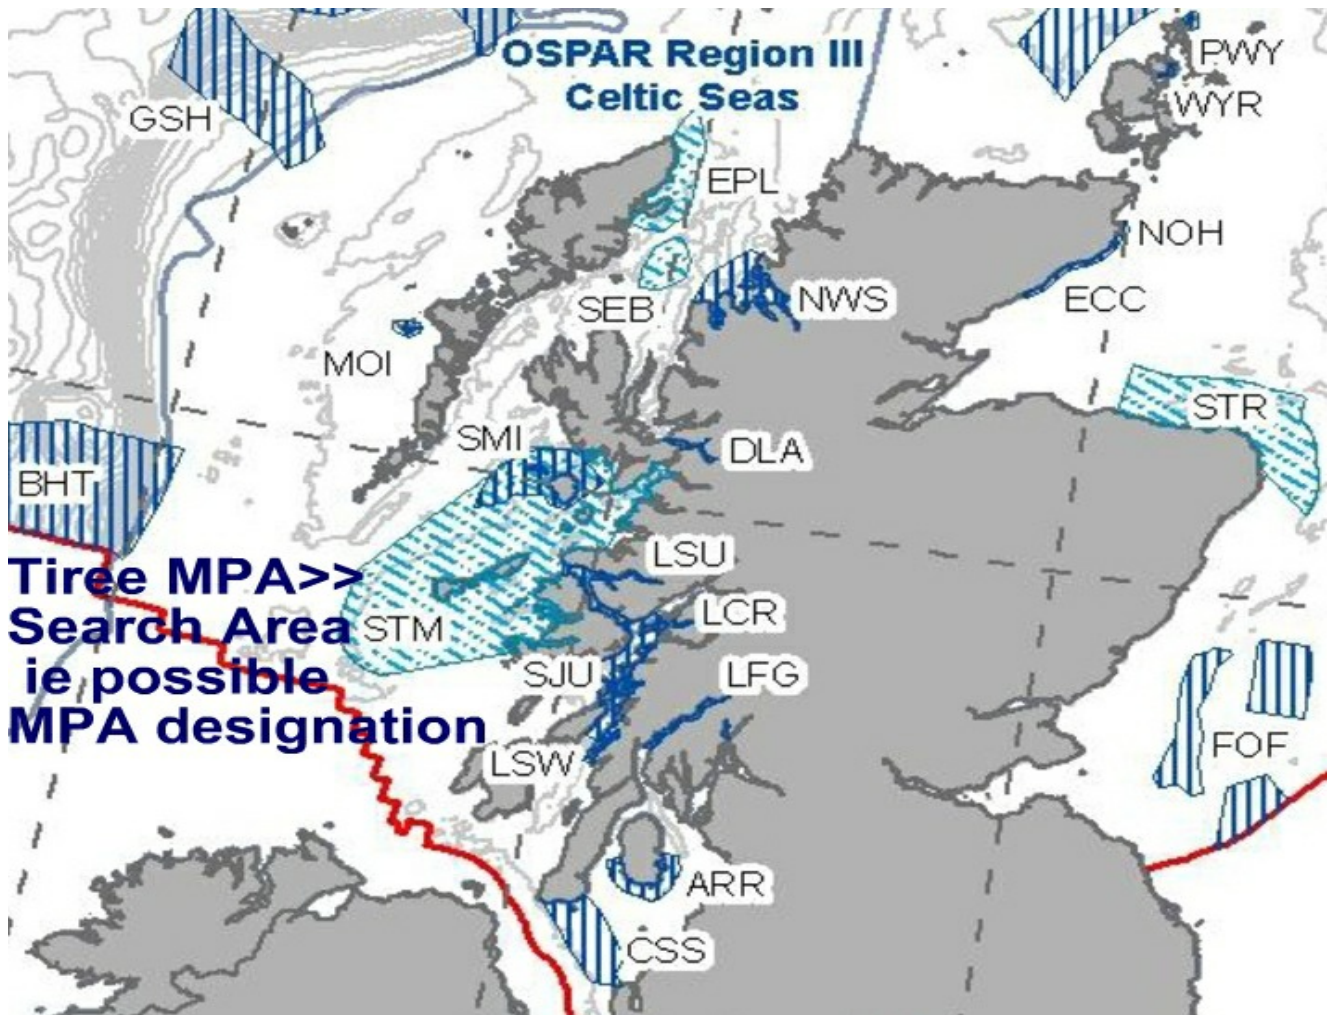 OSPAR Region III
Celtic Seas
PWY
WYR
GSH
EPL
NOH
SEB
NWS
ECC
MOI
STR
SMI
DLA
BHT
LSU
Tiree MPA>>
Search Area
ie possible
MPA designation
STM
LCR
SJU
LFG
FOF
LSW
ARR
CSS